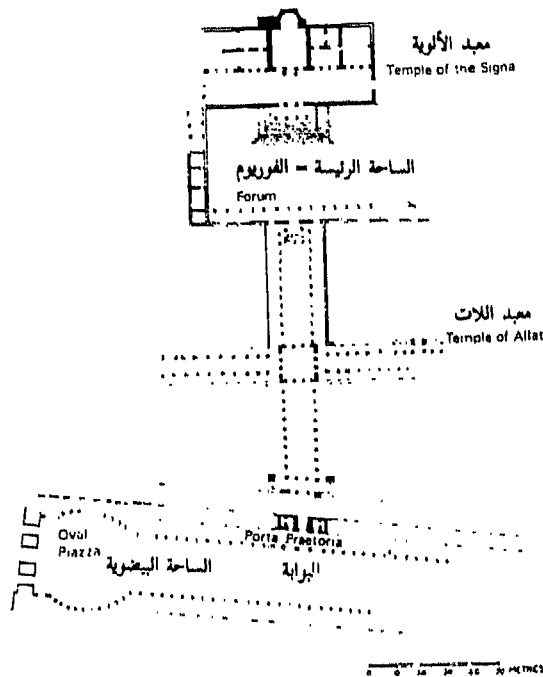 معبد الألوية
Temple of the Signa
الساحة الرئيسة - الفوريوم
Forum
معبد اللات
Temple of Allat
Oval
Piazza
الساحة البيضوية
Porta Praetoria
البوابة
METRES